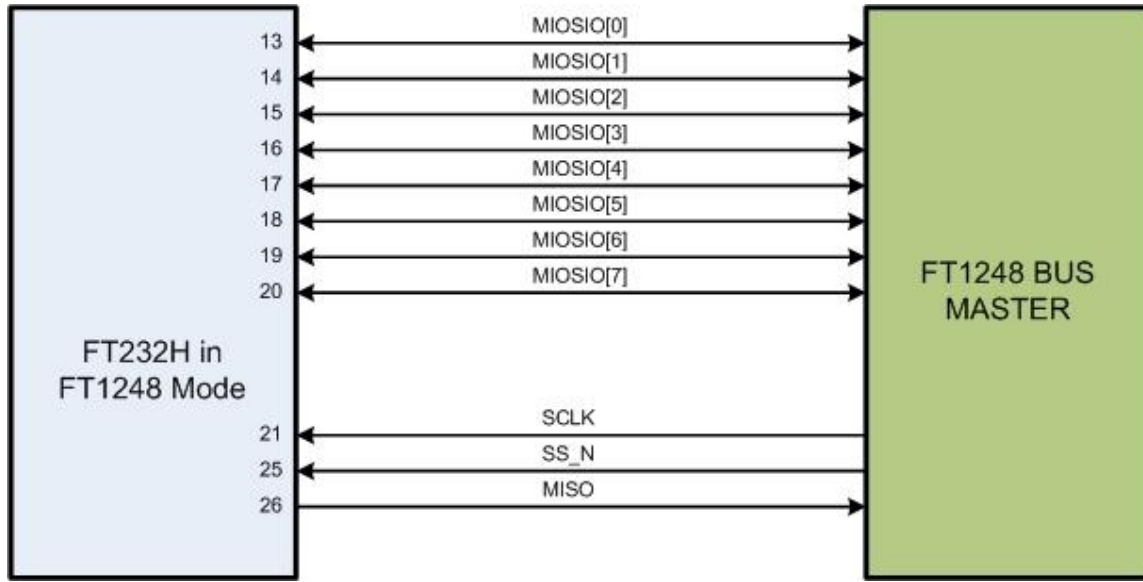 MIOSIO[0]
13
MIOSIO[1]
14
MIOSIO[2]
15
MIOSIO[3]
16
MIOSIO[4]
17
MIOSIO[5]
18
MIOSIO[6]
19
MIOSIO[7]
20
FT1248 BUS
MASTER
FT232H in
FT1248 Mode
SCLK
21
SS_N
25
MISO
26